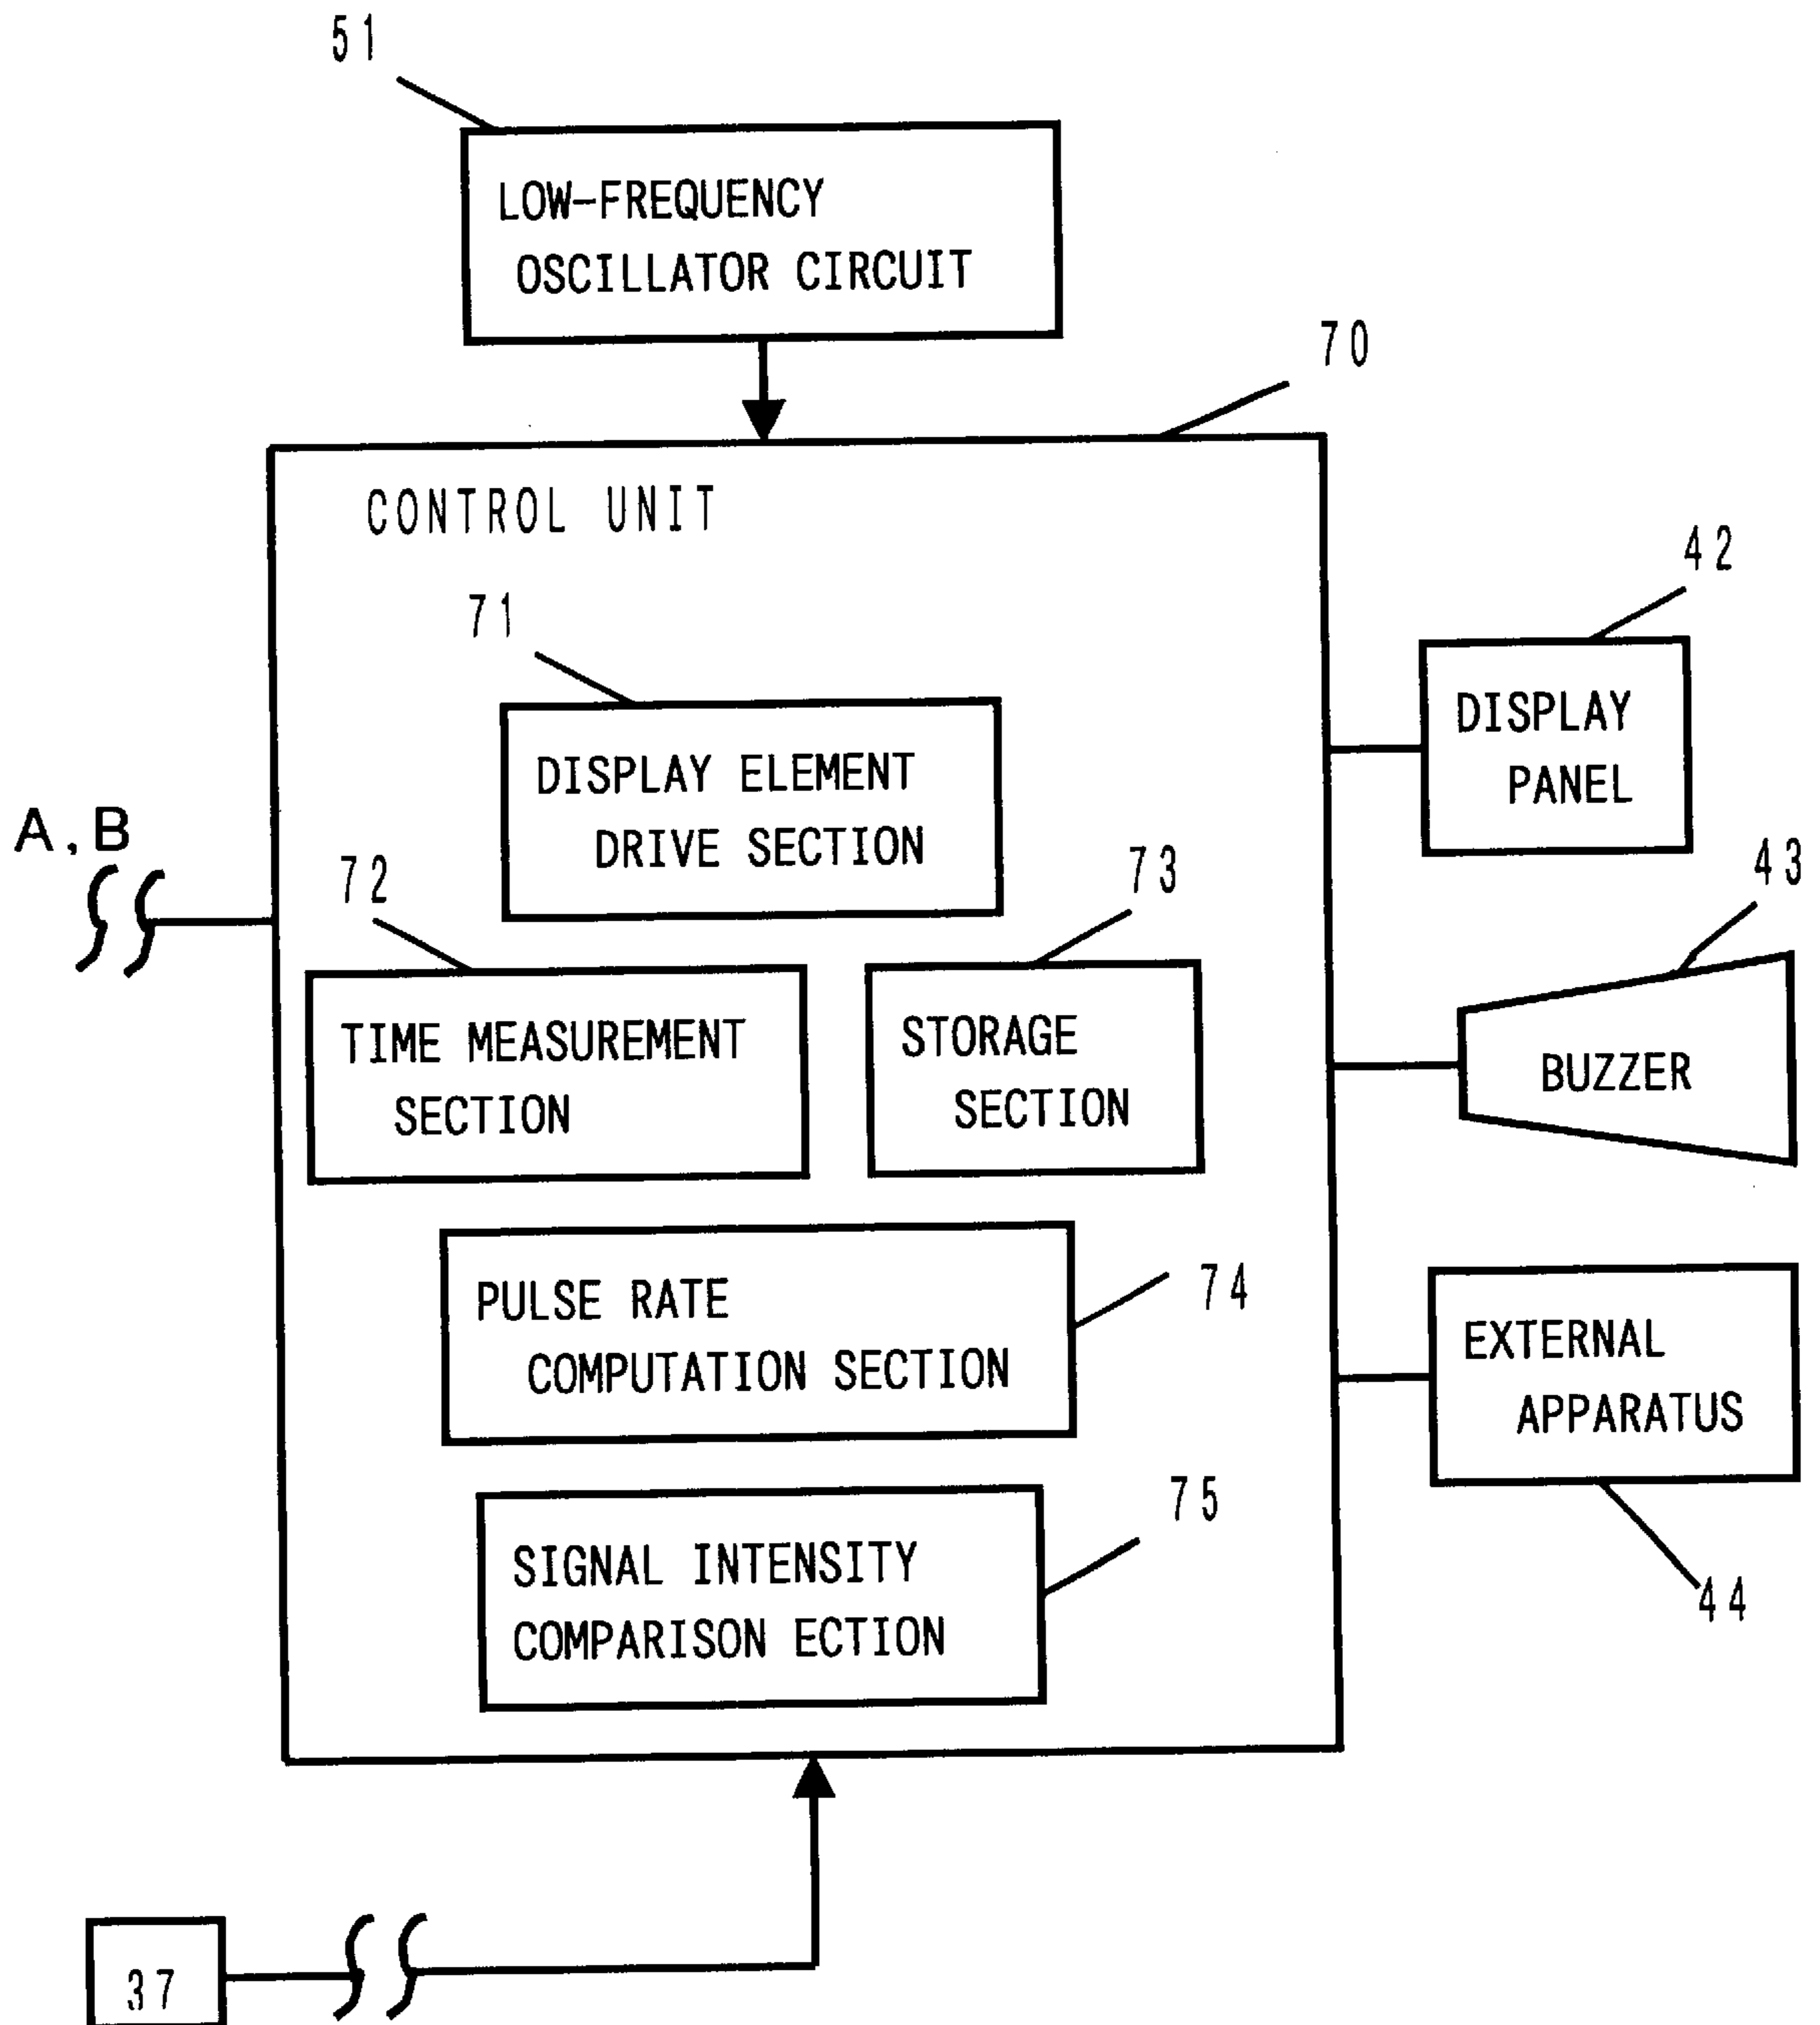 51
LOW-FREQUENCY
OSCILLATOR CIRCUIT
70
CONTROL UNIT
42
71
DISPLAY
PANEL
DISPLAY ELEMENT
DRIVE SECTION
A,B
43
72
73
TIME MEASUREMENT
SECTION
STORAGE
SECTION
BUZZER
74
PULSE RATE
COMPUTATION SECTION
EXTERNAL
APPARATUS
75
SIGNAL INTENSITY
COMPARISON ECTION
44
37